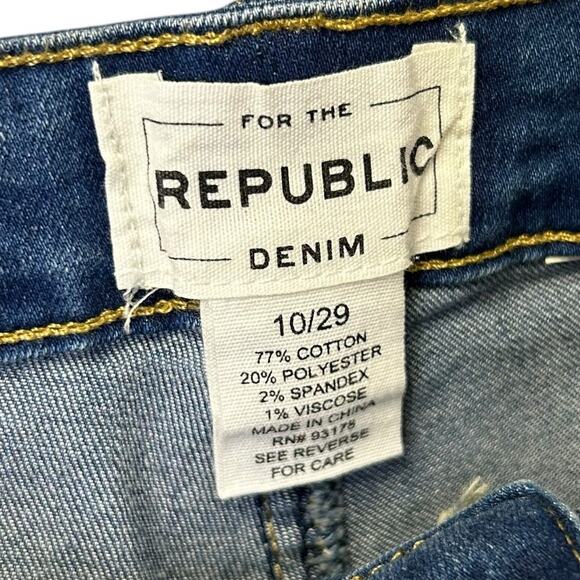 FOR THE
REPUBLIC
DENIM
10/29
77% COTTON
20% POLYESTER
2% SPANDEX
1% VISCOSE
MADE IN CHINA
RN# 93178
SEE REVERSE
FOR CARE